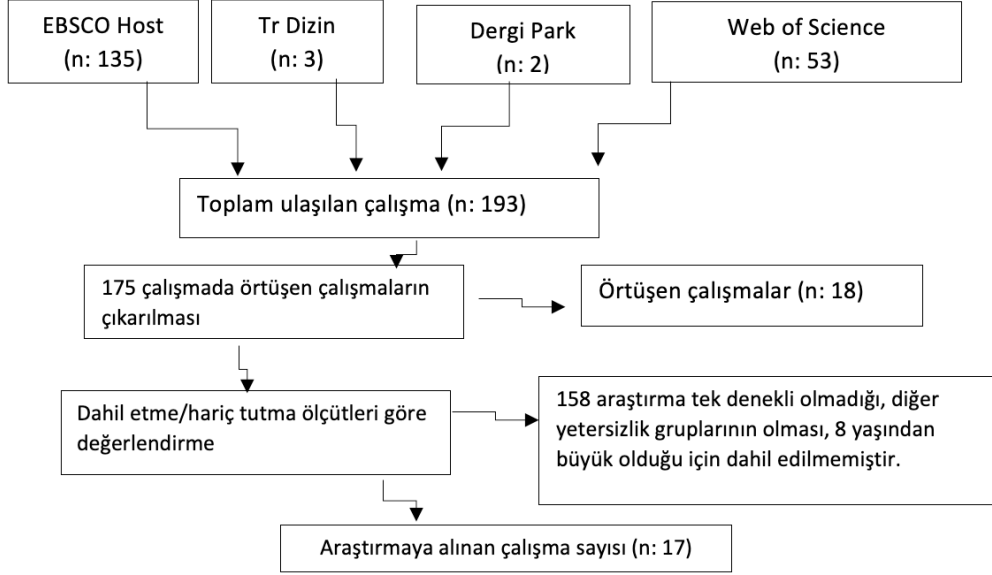 EBSCO Host
(n: 135)
Tr Dizin
(n: 3)
Dergi Park
(n: 2)
Web of Science
(n: 53)
Toplam ulaşılan çalışma (n: 193)
175 çalışmada örtüşen çalışmaların
çıkarılması
Örtüşen çalışmalar (n: 18)
Dahil etme/hariç tutma ölçütleri göre
değerlendirme
158 araştırma tek denekli olmadığı, diğer
yetersizlik gruplarının olması, 8 yaşından
büyük olduğu için dahil edilmemiştir.
Araştırmaya alınan çalışma sayısı (n: 17)